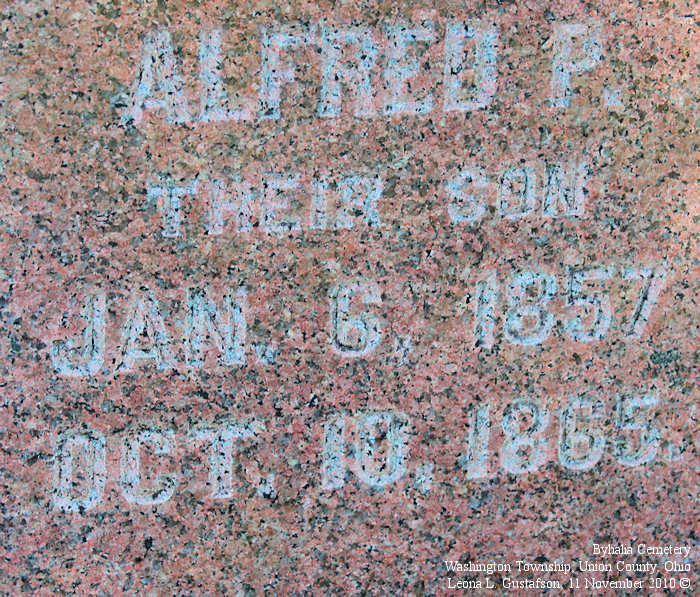 ALFRED P.
THEIR SON
JAN. 6, 1857
OCT. 10, 1865.
Byhalia Cemetery
Washington Township, Union County, Ohio
Leona L. Gustafson, 11 November 2010 ©